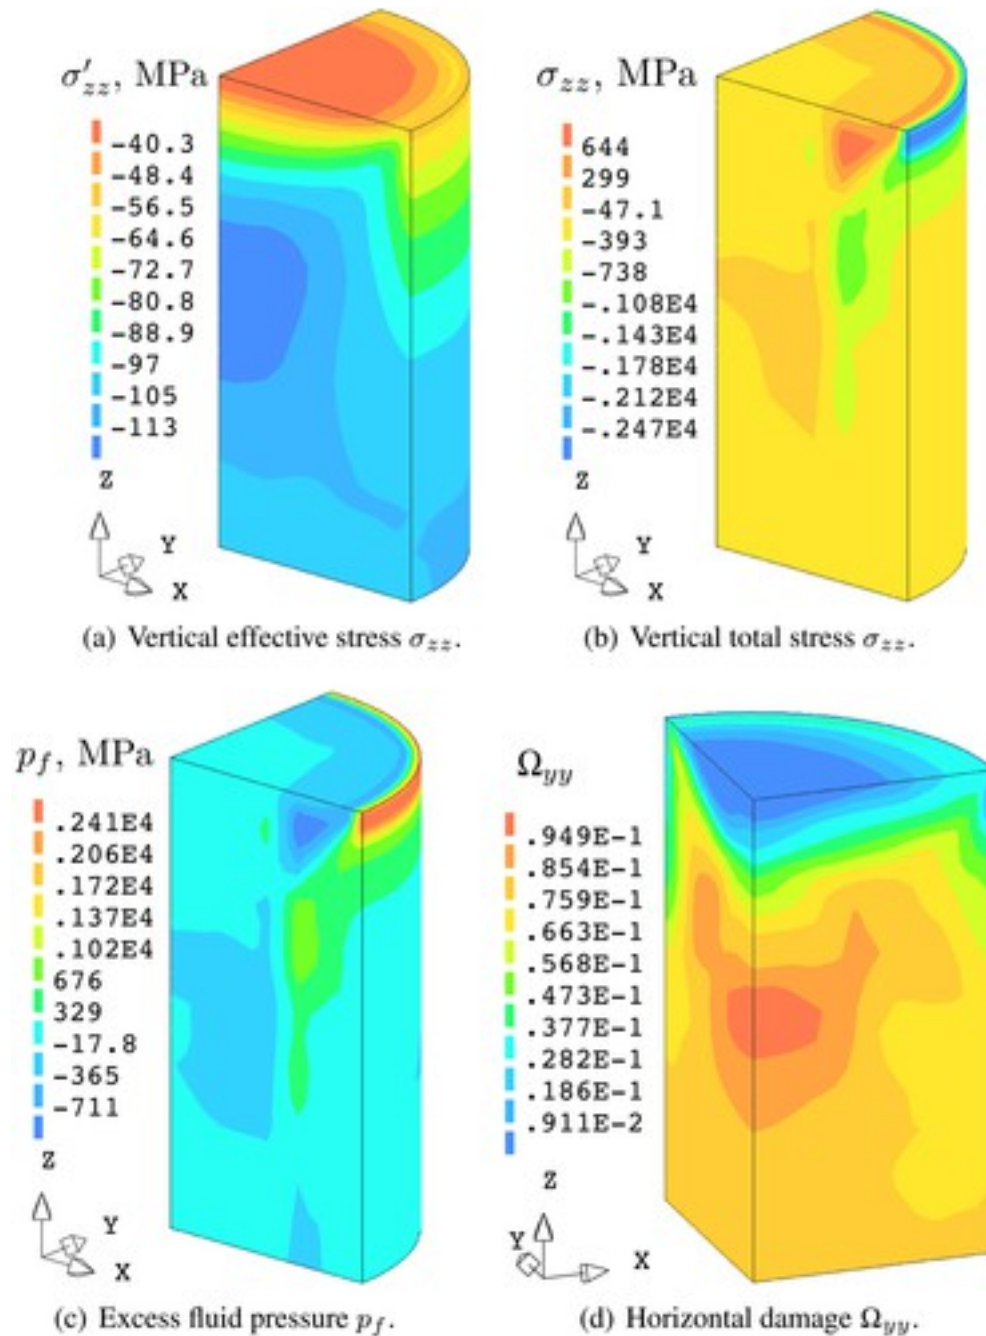 σ′zz, MPa
-40.3
-48.4
-56.5
-64.6
-72.7
-80.8
-88.9
-97
-105
-113
Z
Y
X
(a) Vertical effective stress σzz.
σzz, MPa
644
299
-47.1
-393
-738
-.108E4
-.143E4
-.178E4
-.212E4
-.247E4
Z
Y
X
(b) Vertical total stress σzz.
pf, MPa
.241E4
.206E4
.172E4
.137E4
.102E4
676
329
-17.8
-365
-711
Z
Y
X
(c) Excess fluid pressure pf.
Ωyy
.949E-1
.854E-1
.759E-1
.663E-1
.568E-1
.473E-1
.377E-1
.282E-1
.186E-1
.911E-2
Z
Y
X
(d) Horizontal damage Ωyy.